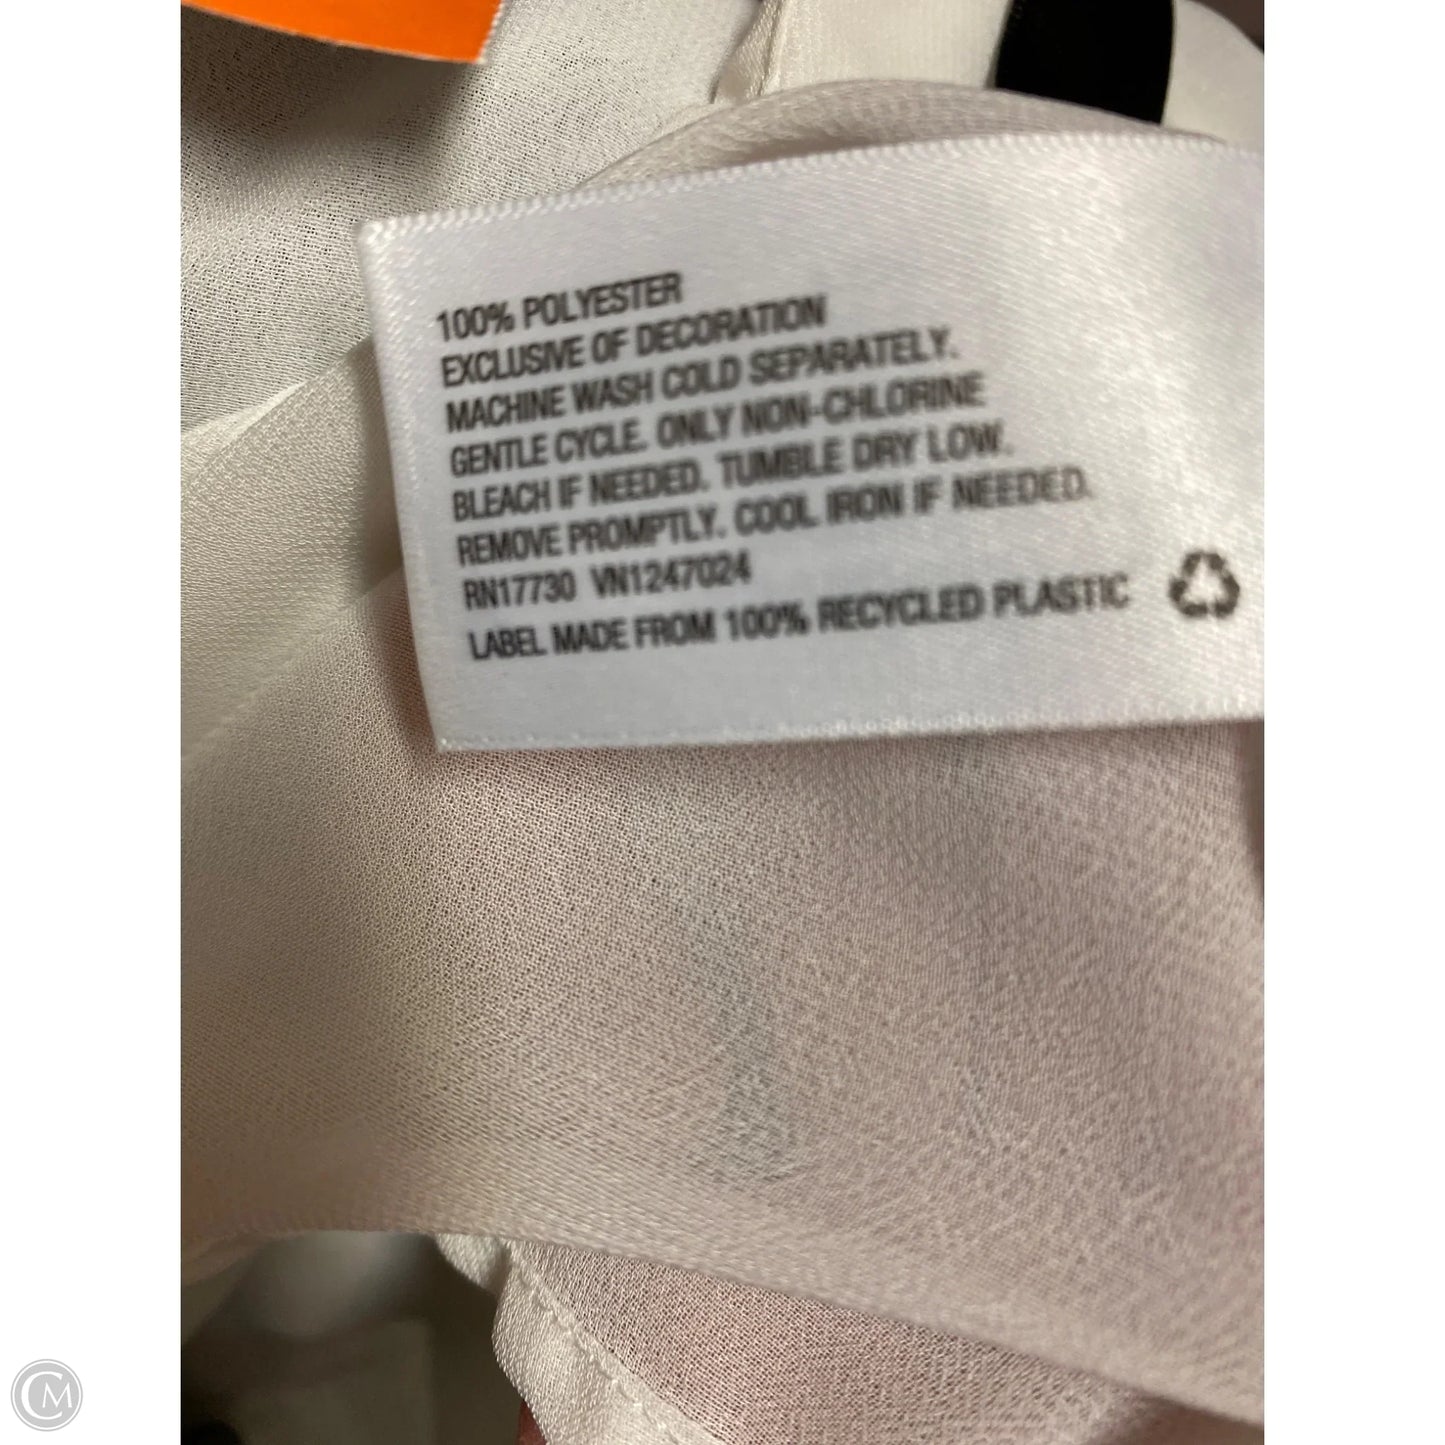 100% POLYESTER
EXCLUSIVE OF DECORATION
MACHINE WASH COLD SEPARATELY.
GENTLE CYCLE. ONLY NON-CHLORINE
BLEACH IF NEEDED. TUMBLE DRY LOW.
REMOVE PROMPTLY. COOL IRON IF NEEDED.
RN17730 VN1247024
LABEL MADE FROM 100% RECYCLED PLASTIC
CM